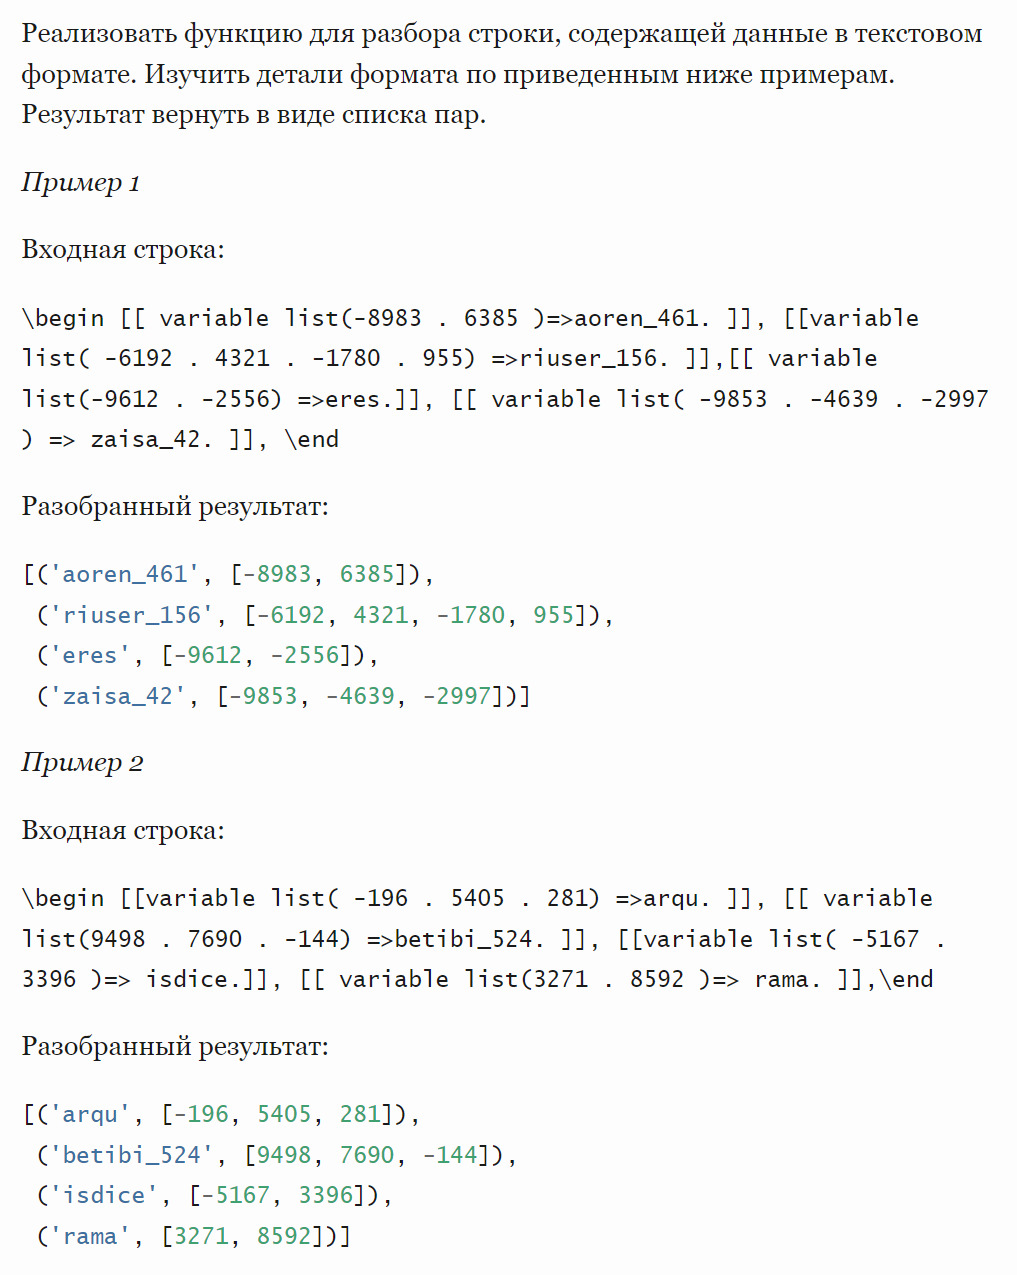 Реализовать функцию для разбора строки, содержащей данные в текстовом
формате. Изучить детали формата по приведенным ниже примерам.
Результат вернуть в виде списка пар.
Пример 1
Входная строка:
\begin [[ variable list(-8983 . 6385 )=>aoren_461. ]], [[variable
list( -6192 . 4321 . -1780 . 955) =>riuser_156. ]],[[ variable
list(-9612 . -2556) =>eres.]], [[ variable list( -9853 . -4639 . -2997
) => zaisa_42. ]], \end
Разобранный результат:
[('aoren_461', [-8983, 6385]),
 ('riuser_156', [-6192, 4321, -1780, 955]),
 ('eres', [-9612, -2556]),
 ('zaisa_42', [-9853, -4639, -2997])]
Пример 2
Входная строка:
\begin [[variable list( -196 . 5405 . 281) =>arqu. ]], [[ variable
list(9498 . 7690 . -144) =>betibi_524. ]], [[variable list( -5167 .
3396 )=> isdice.]], [[ variable list(3271 . 8592 )=> rama. ]],\end
Разобранный результат:
[('arqu', [-196, 5405, 281]),
 ('betibi_524', [9498, 7690, -144]),
 ('isdice', [-5167, 3396]),
 ('rama', [3271, 8592])]